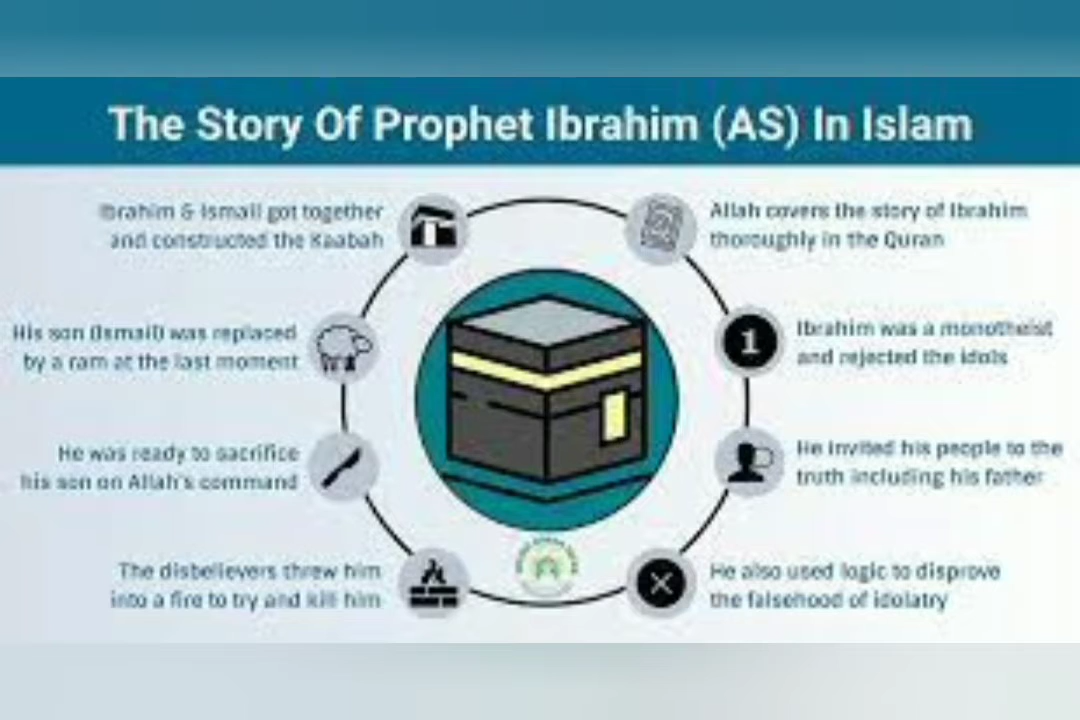 The Story Of Prophet Ibrahim (AS) In Islam
Ibrahim & Ismail got together
and constructed the Kaabah
Allah covers the story of Ibrahim
thoroughly in the Quran
His son (Ismail) was replaced
by a ram at the last moment
1
Ibrahim was a monotheist
and rejected the idols
He was ready to sacrifice
his son on Allah's command
He invited his people to the
truth including his father
The disbelievers threw him
into a fire to try and kill him
He also used logic to disprove
the falsehood of idolatry